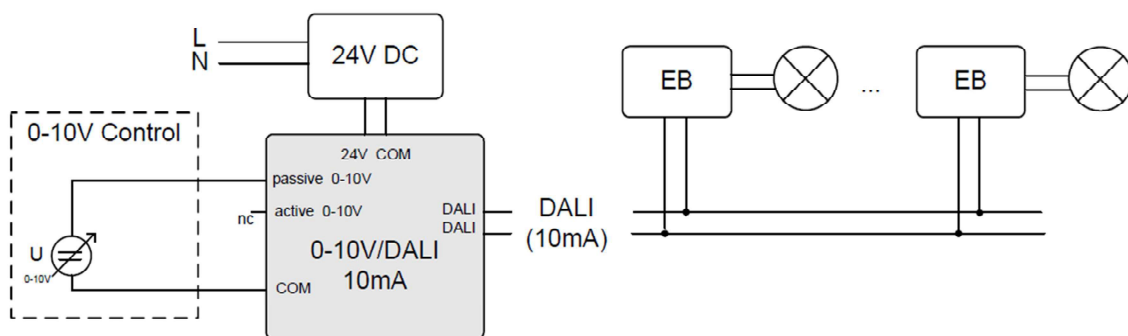 L
N
24V DC
EB
...
EB
0-10V Control
24V COM
passive 0-10V
nc
active 0-10V
DALI
DALI
DALI
(10mA)
U
0-10V
0-10V/DALI
10mA
COM